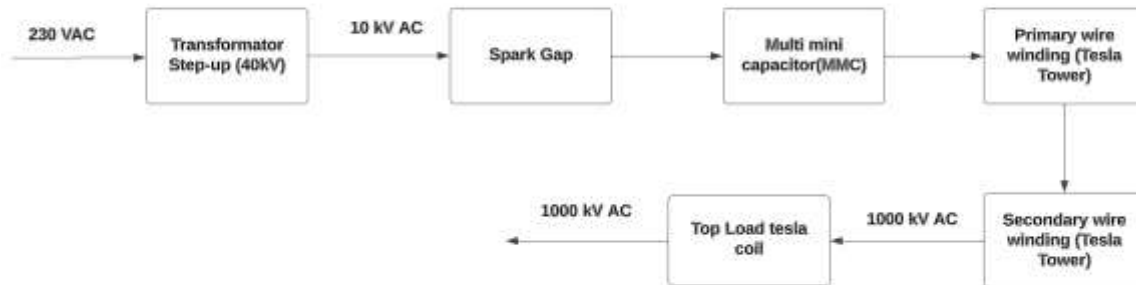 230 VAC
Transformator
Step-up (40kV)
10 kV AC
Spark Gap
Multi mini
capacitor(MMC)
Primary wire
winding (Tesla
Tower)
1000 kV AC
Top Load tesla
coil
1000 kV AC
Secondary wire
winding (Tesla
Tower)